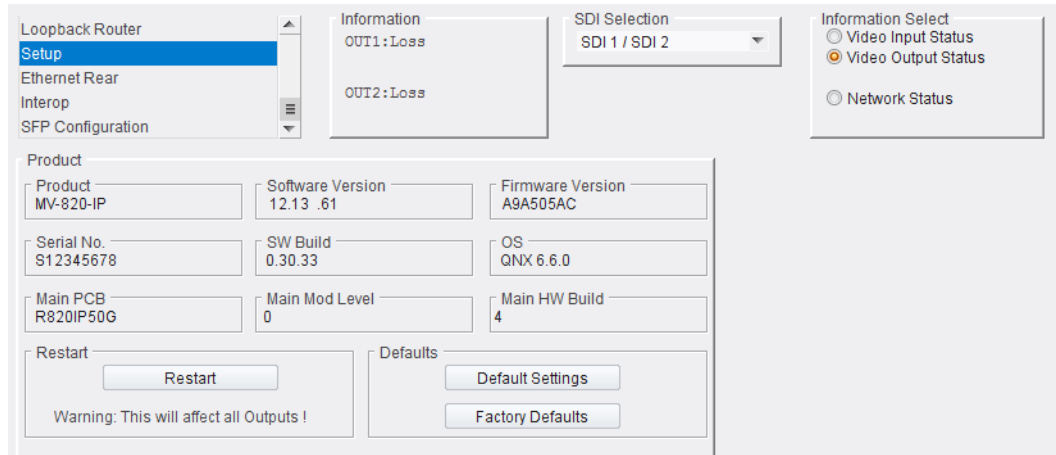 Loopback Router
Setup
Ethernet Rear
Interop
SFP Configuration
Information
OUT1:Loss
OUT2:Loss
SDI Selection
SDI 1 / SDI 2
Information Select
Video Input Status
Video Output Status
Network Status
Product
Product
MV-820-IP
Software Version
12.13 .61
Firmware Version
A9A505AC
Serial No.
S12345678
SW Build
0.30.33
OS
QNX 6.6.0
Main PCB
R820IP50G
Main Mod Level
0
Main HW Build
4
Restart
Restart
Warning: This will affect all Outputs !
Defaults
Default Settings
Factory Defaults